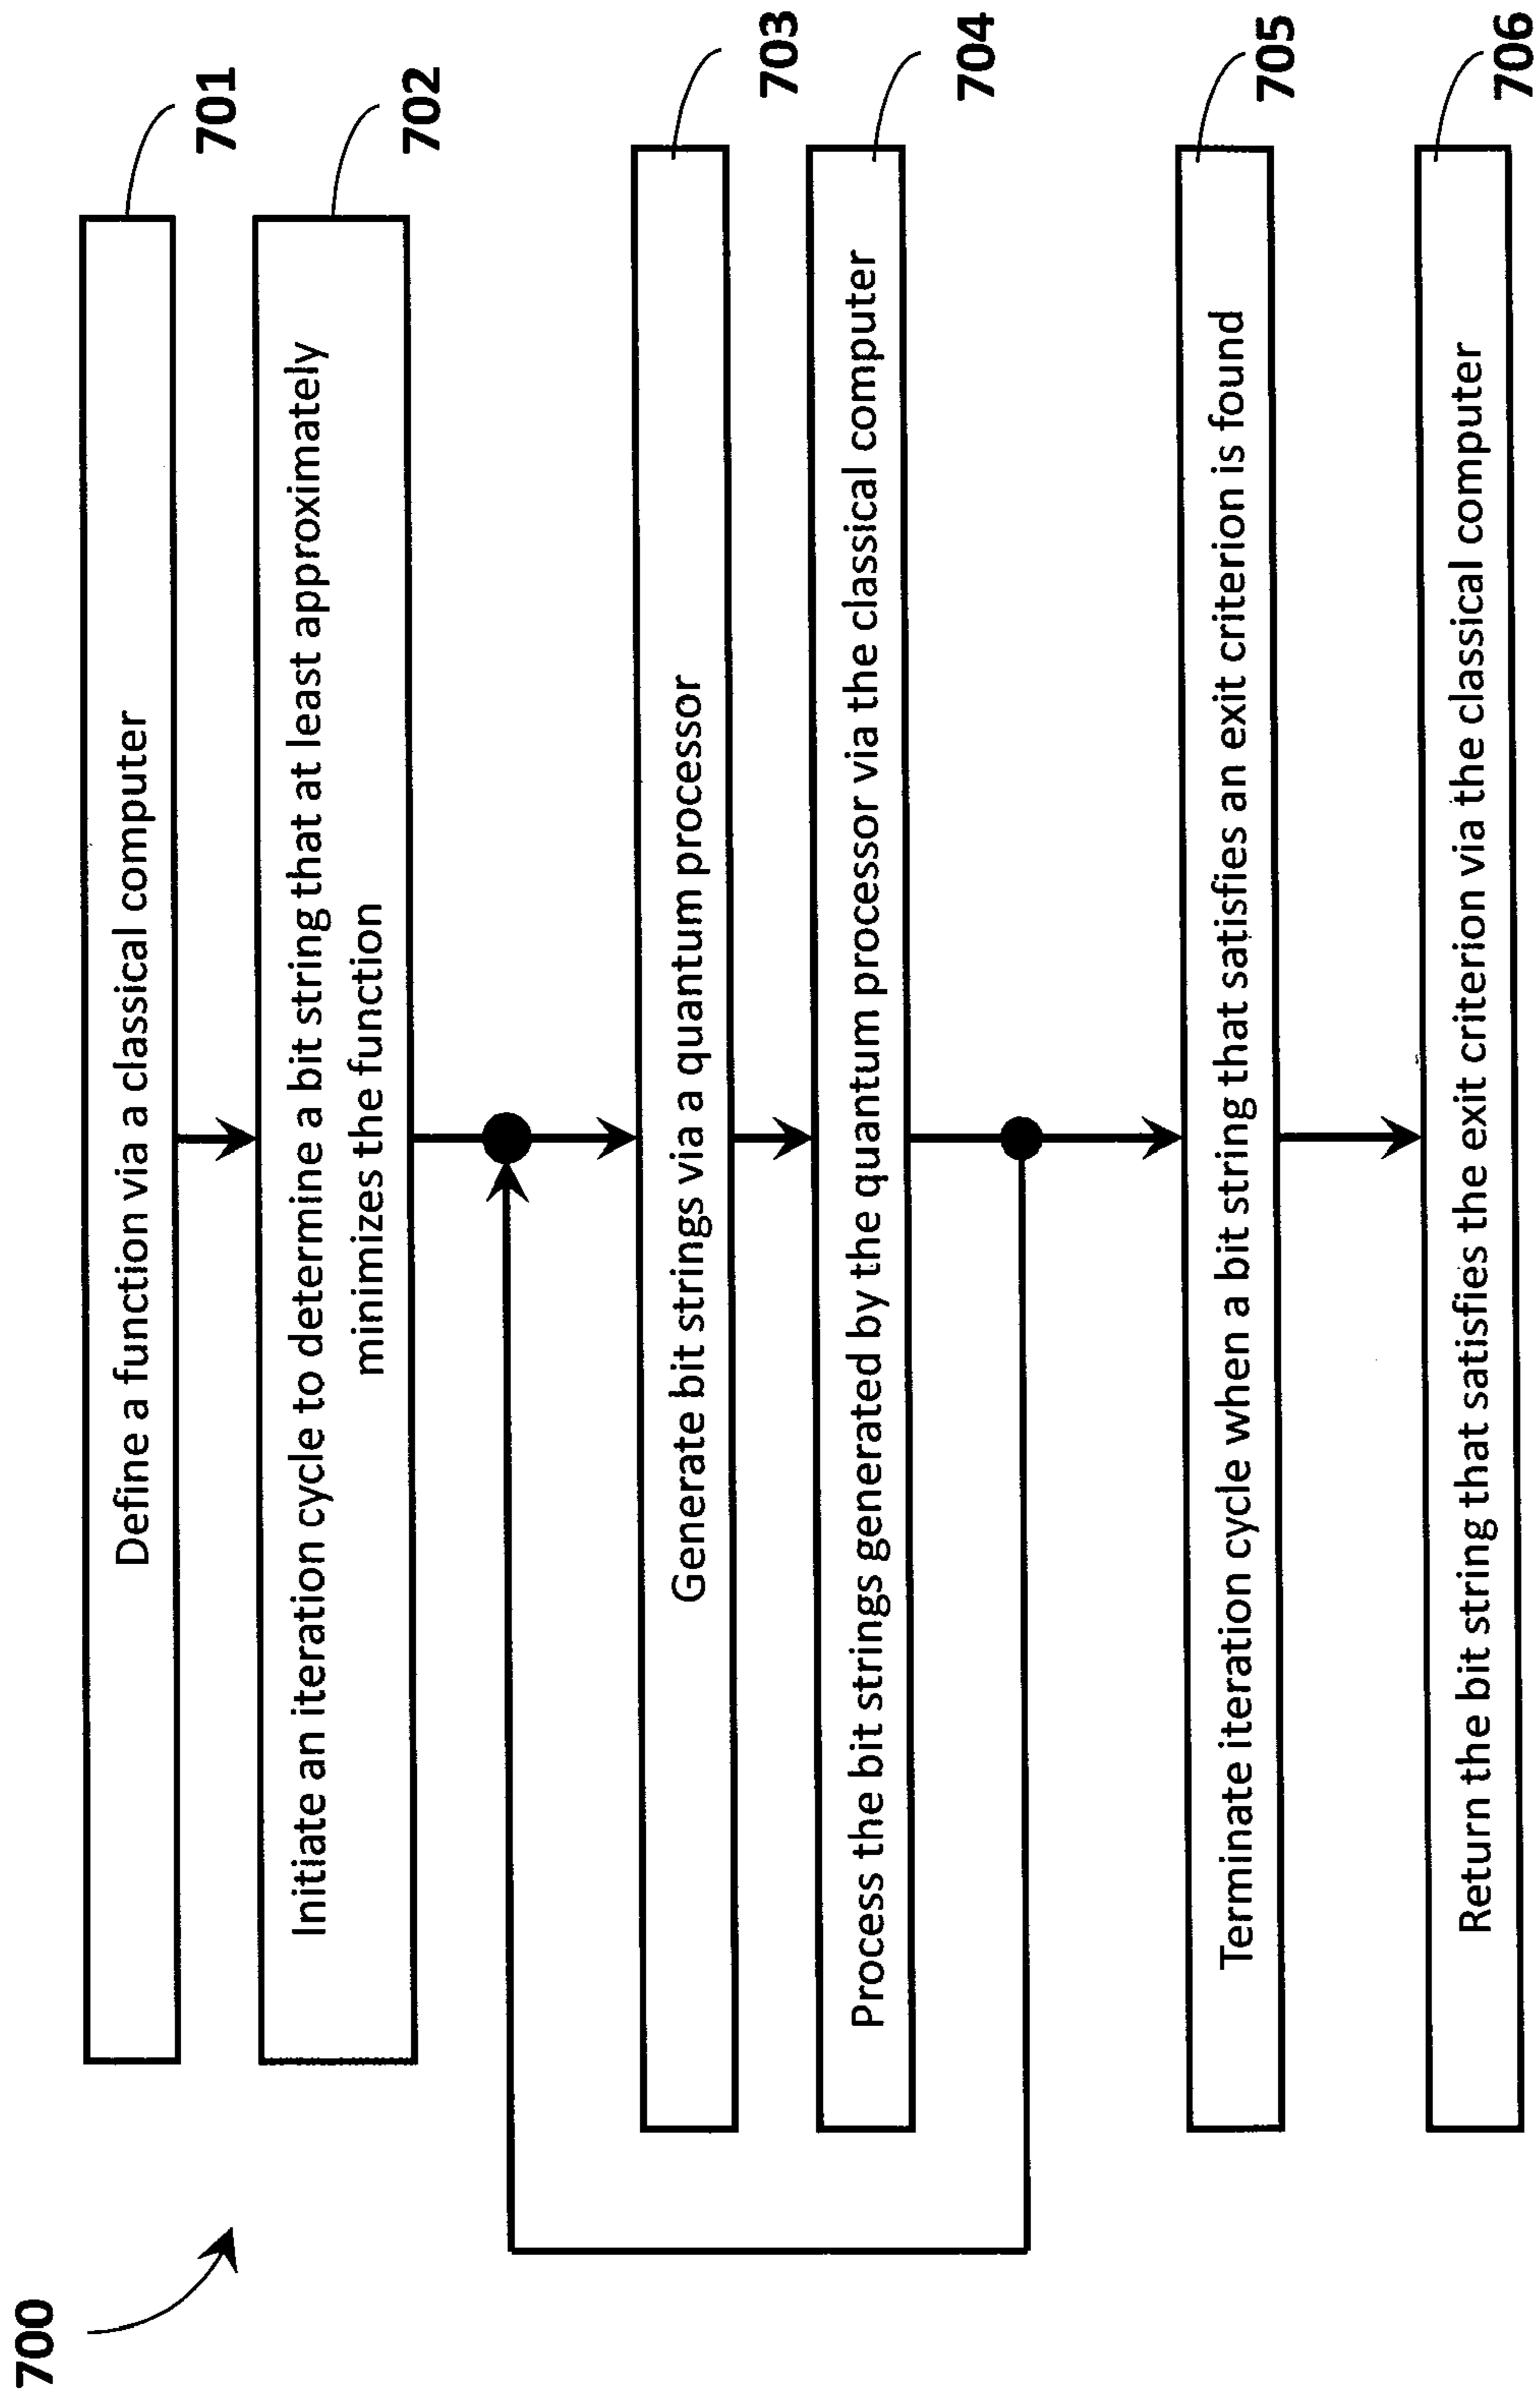 700
Define a function via a classical computer
701
Initiate an iteration cycle to determine a bit string that at least approximately
minimizes the function
702
Generate bit strings via a quantum processor
703
Process the bit strings generated by the quantum processor via the classical computer
704
Terminate iteration cycle when a bit string that satisfies an exit criterion is found
705
Return the bit string that satisfies the exit criterion via the classical computer
706